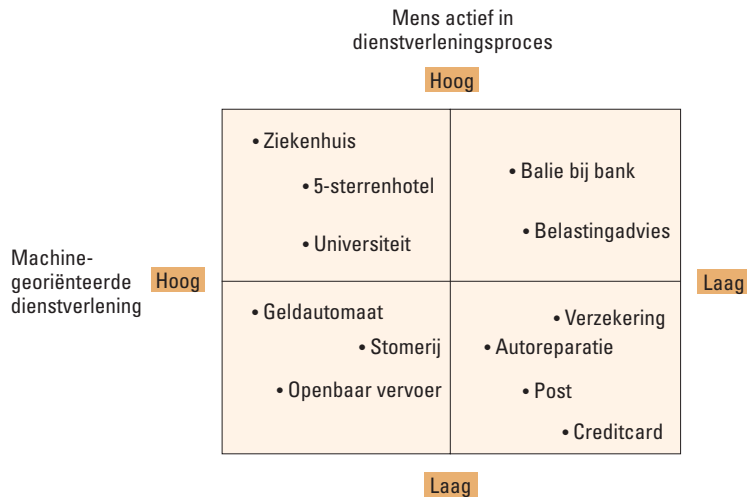 Mens actief in
dienstverleningsproces
Hoog
• Ziekenhuis
• 5-sterrenhotel
• Balie bij bank
• Universiteit
• Belastingadvies
Machine-
georiënteerde
dienstverlening
Hoog
Laag
• Geldautomaat
• Verzekering
• Stomerij
• Autoreparatie
• Openbaar vervoer
• Post
• Creditcard
Laag